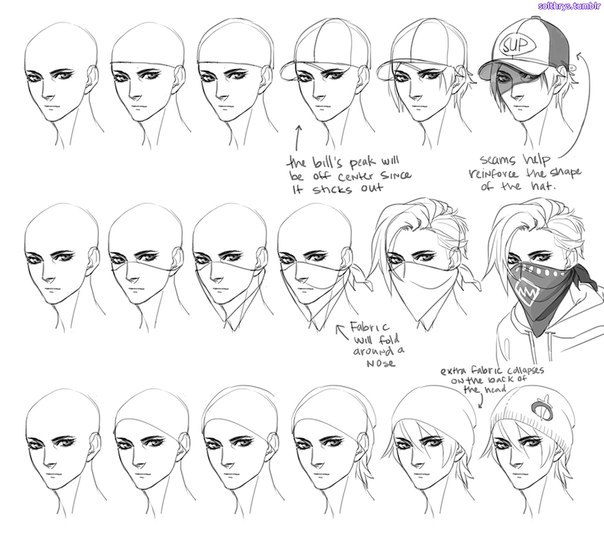 soithrys.tumblr
SUP
the bill's peak will
be off center since
it sticks out
seams help
reinforce the shape
of the hat.
Fabric
will fold
around a
nose
extra fabric collapses
on the back of
the head